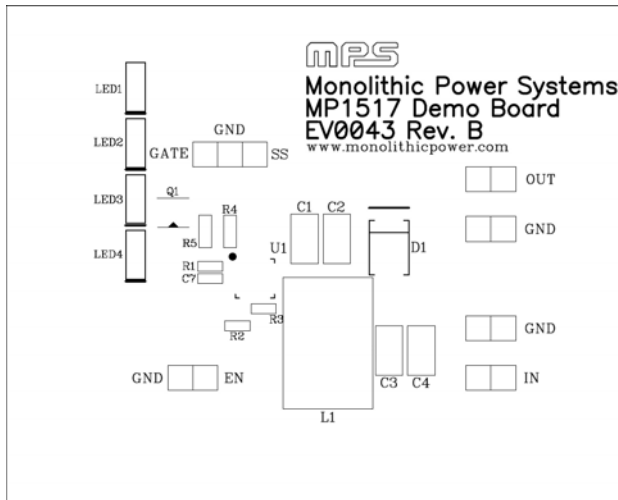 MPS
Monolithic Power Systems
MP1517 Demo Board
EV0043 Rev. B
www.monolithicpower.com
LED1
LED2
GND
GATE
SS
OUT
LED3
Q1
R4
C1
C2
R5
U1
D1
GND
LED4
R1
C7
R3
R2
GND
GND
EN
C3
C4
IN
L1